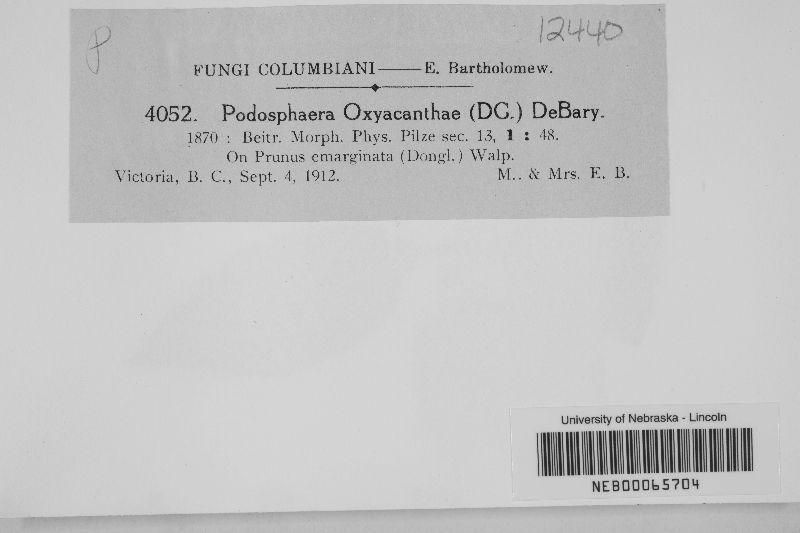 P 12440
FUNGI COLUMBIANI — E. Bartholomew.
4052. Podosphaera Oxyacanthae (DC.) DeBary.
1870 : Beitr. Morph. Phys. Pilze sec. 13, 1 : 48.
On Prunus emarginata (Dongl.) Walp.
Victoria, B. C., Sept. 4, 1912. M.. & Mrs. E. B.
University of Nebraska - Lincoln
NEB00065704